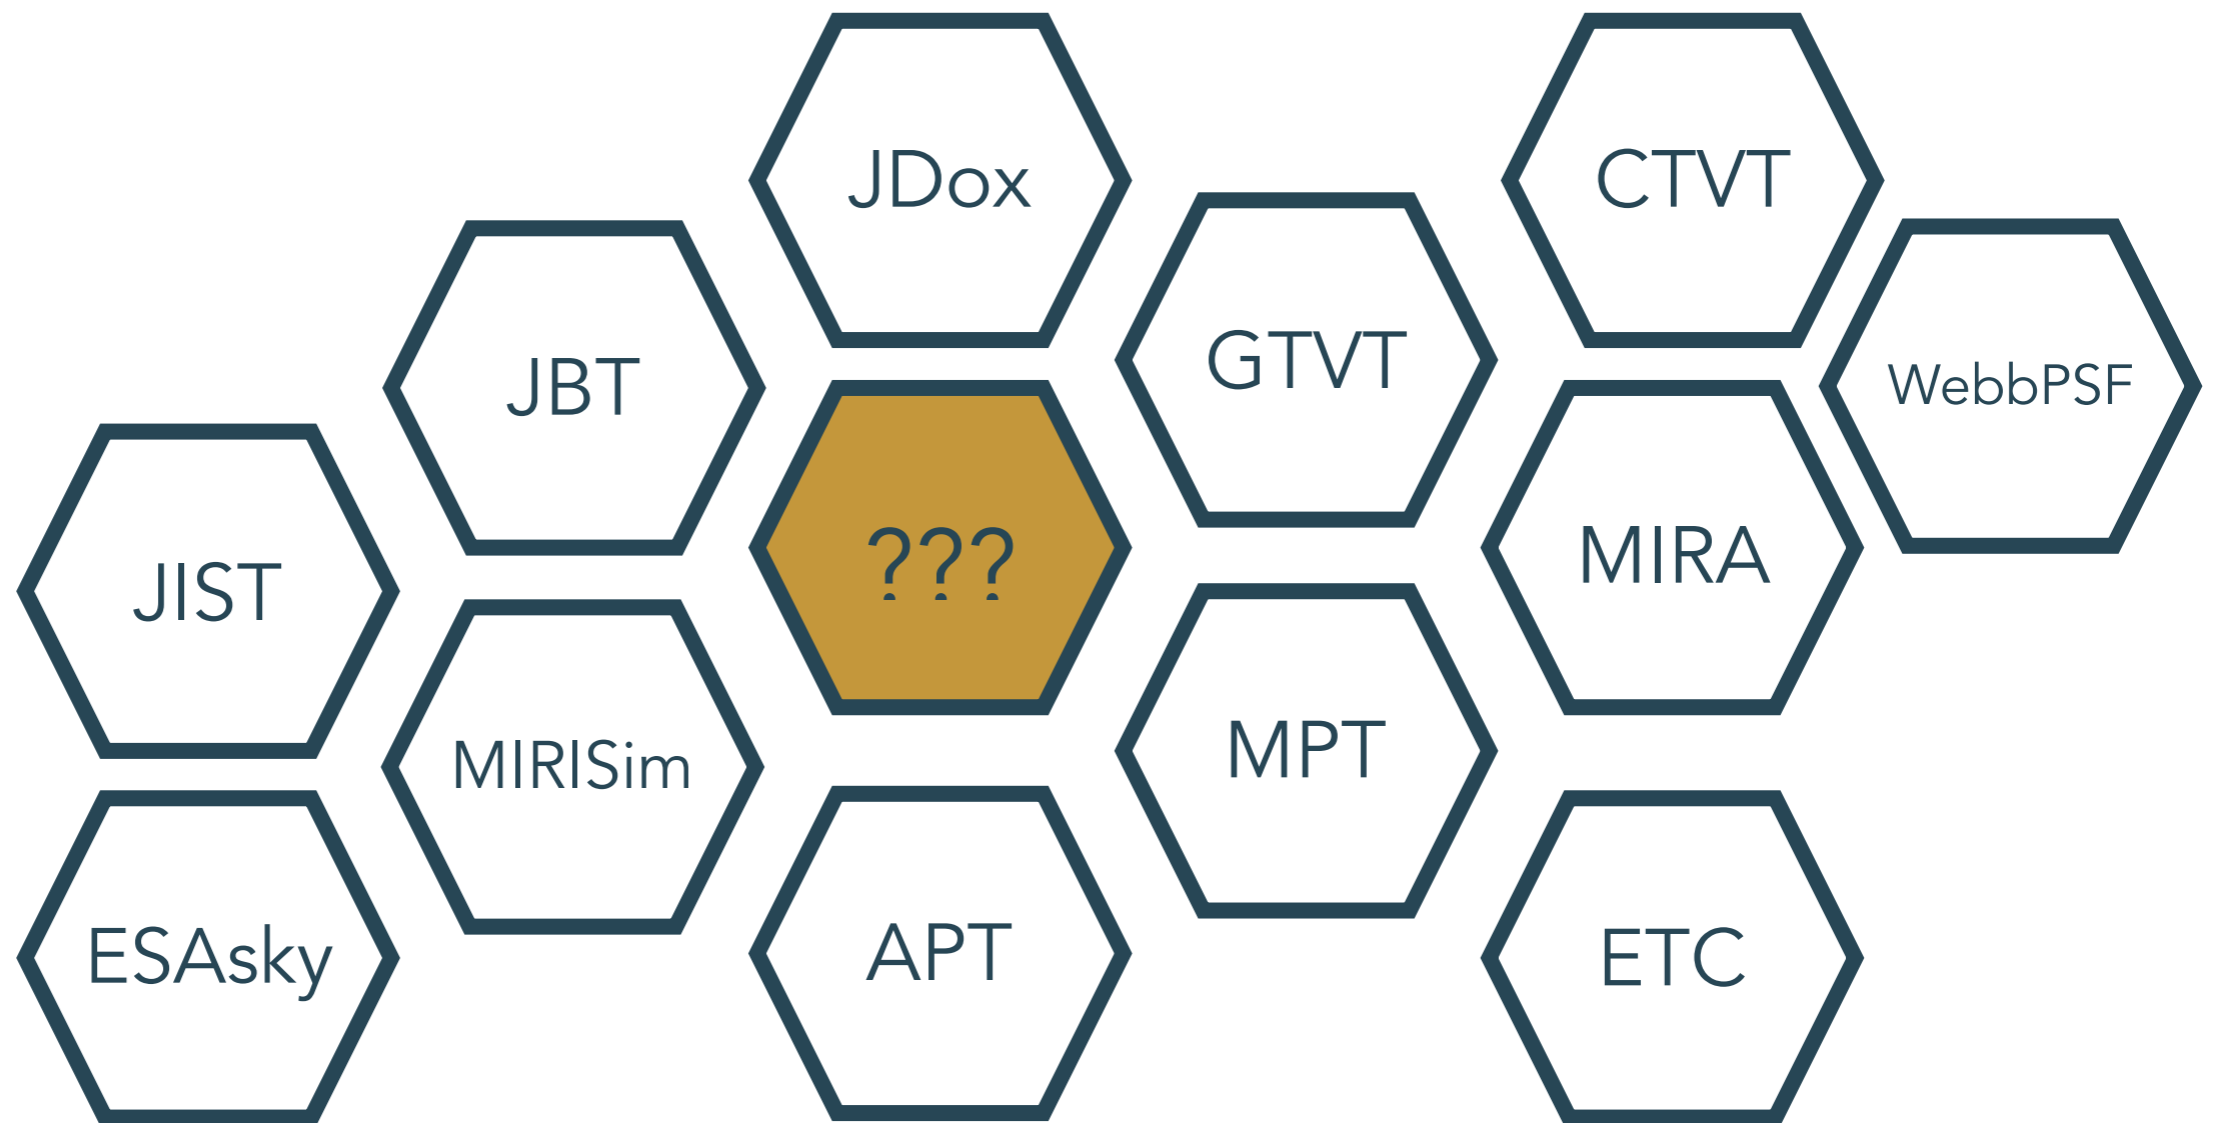 JDox
CTVT
GTVT
JBT
WebbPSF
???
MIRA
JIST
MPT
MIRISim
APT
ESAsky
ETC